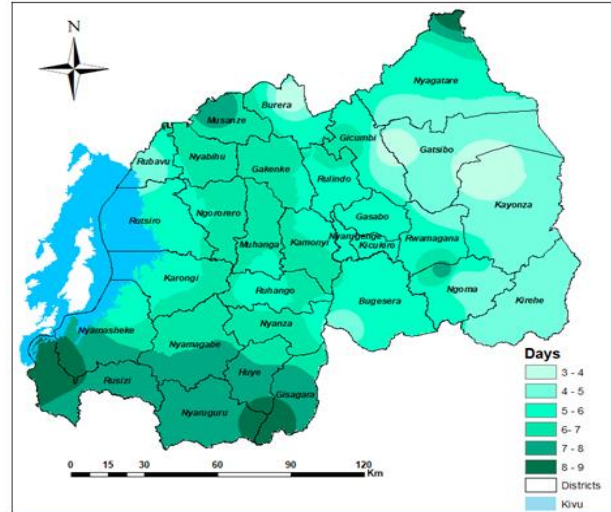 N
Nyagatare
Burera
Musanze
Gicumbi
Gatsibo
Rubavu
Nyabihu
Gakenke
Rulindo
Kayonza
Rutsiro
Ngororero
Gasabo
Muhanga
Kamonyi
Nyarugenge
Kicukiro
Rwamagana
Karongi
Ruhango
Bugesera
Ngoma
Kirehe
Nyamasheke
Nyamagabe
Nyanza
Huye
Rusizi
Gisagara
Nyaruguru
Days
3 - 4
4 - 5
5 - 6
6 - 7
7 - 8
8 - 9
Districts
Kivu
0 15 30 60 90 120
Km